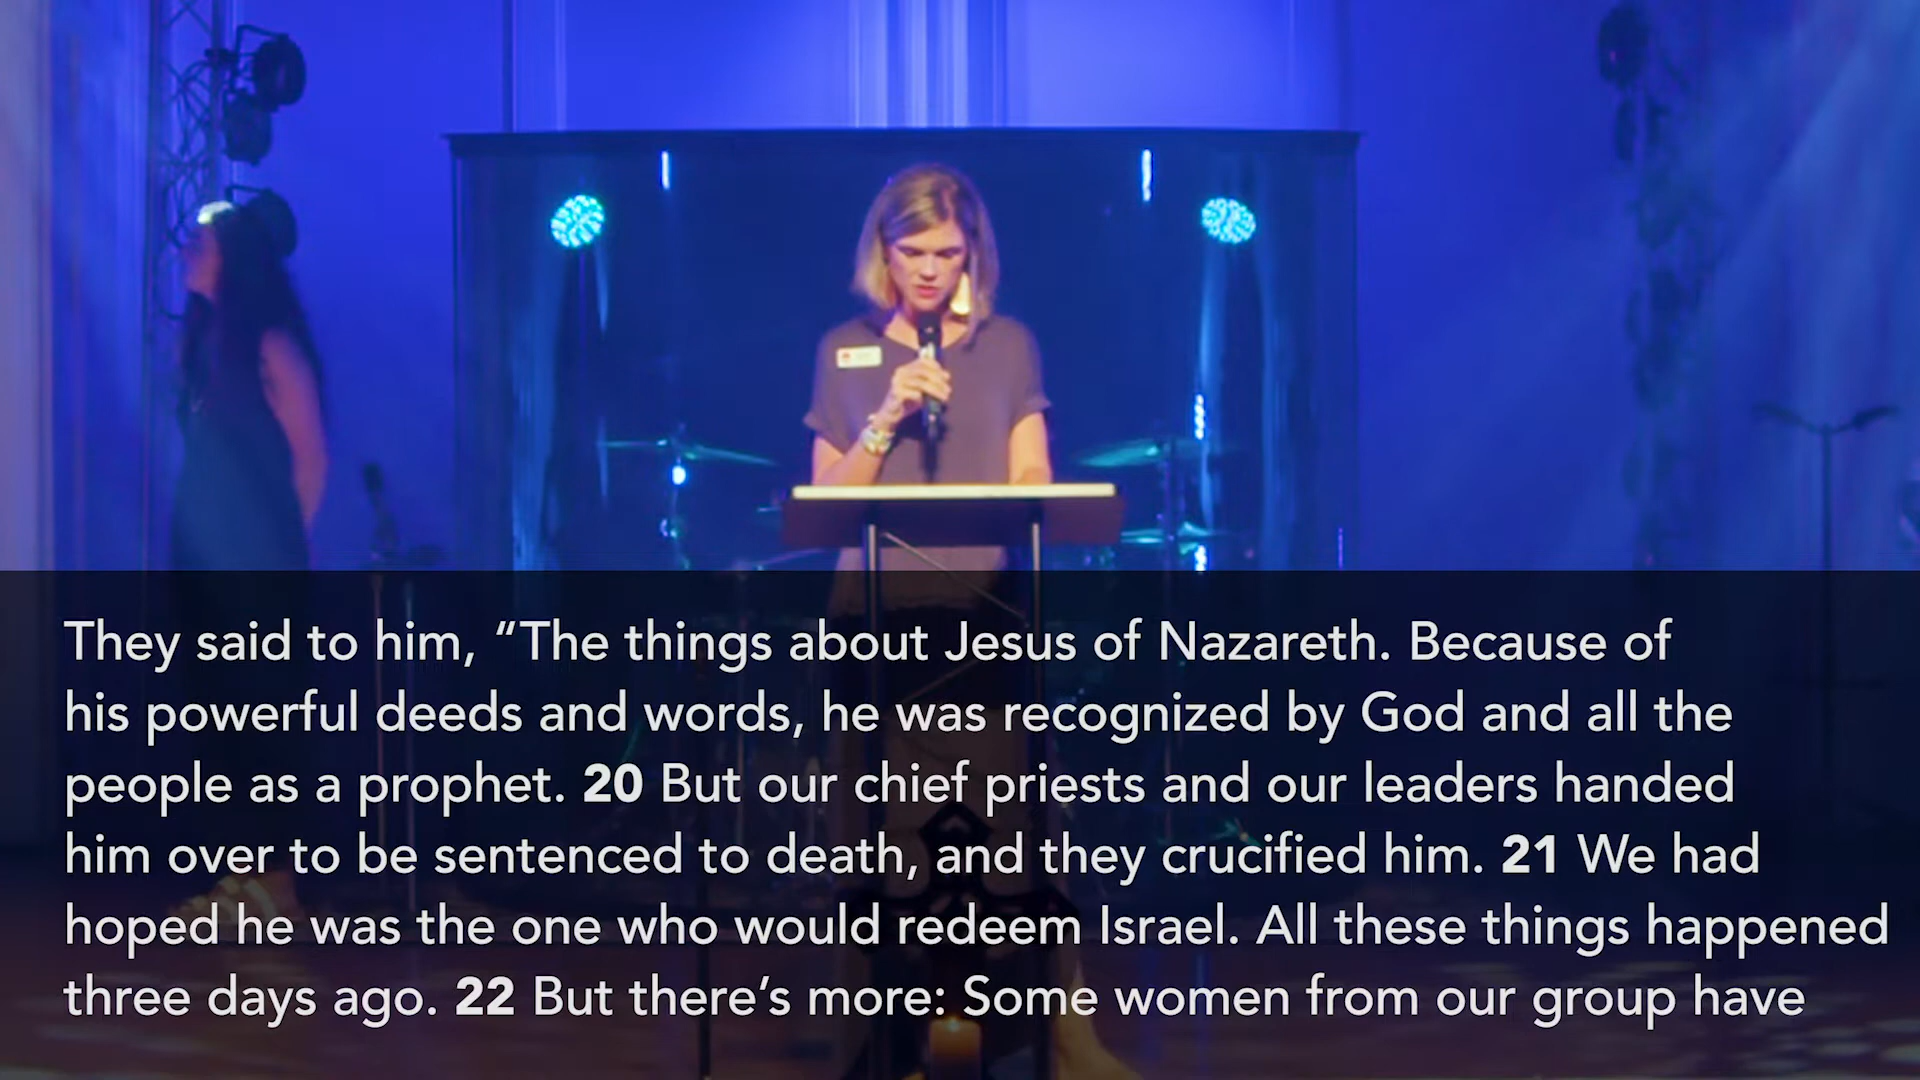 They said to him, “The things about Jesus of Nazareth. Because of
his powerful deeds and words, he was recognized by God and all the
people as a prophet. 20 But our chief priests and our leaders handed
him over to be sentenced to death, and they crucified him. 21 We had
hoped he was the one who would redeem Israel. All these things happened
three days ago. 22 But there’s more: Some women from our group have